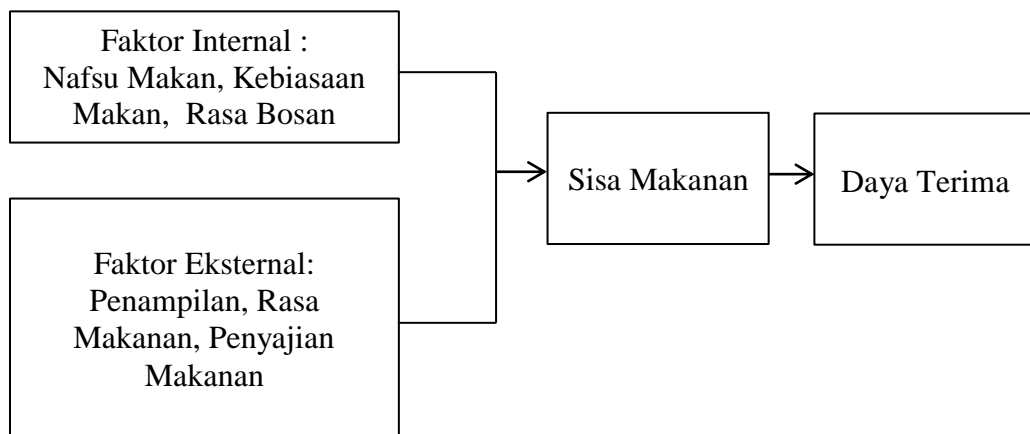 Faktor Internal :
Nafsu Makan, Kebiasaan
Makan, Rasa Bosan
Sisa Makanan
Daya Terima
Faktor Eksternal:
Penampilan, Rasa
Makanan, Penyajian
Makanan